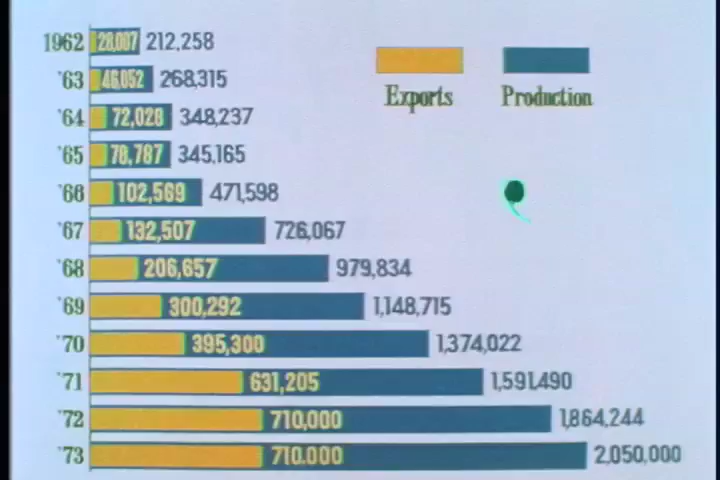 1962 28,007 212,258
'63 46,052 268,315
'64 72,028 348,237
'65 78,787 345,165
'66 102,569 471,598
'67 132,507 726,067
'68 206,657 979,834
'69 300,292 1,148,715
'70 395,300 1,374,022
'71 631,205 1,591,490
'72 710,000 1,864,244
'73 710,000 2,050,000
Exports Production